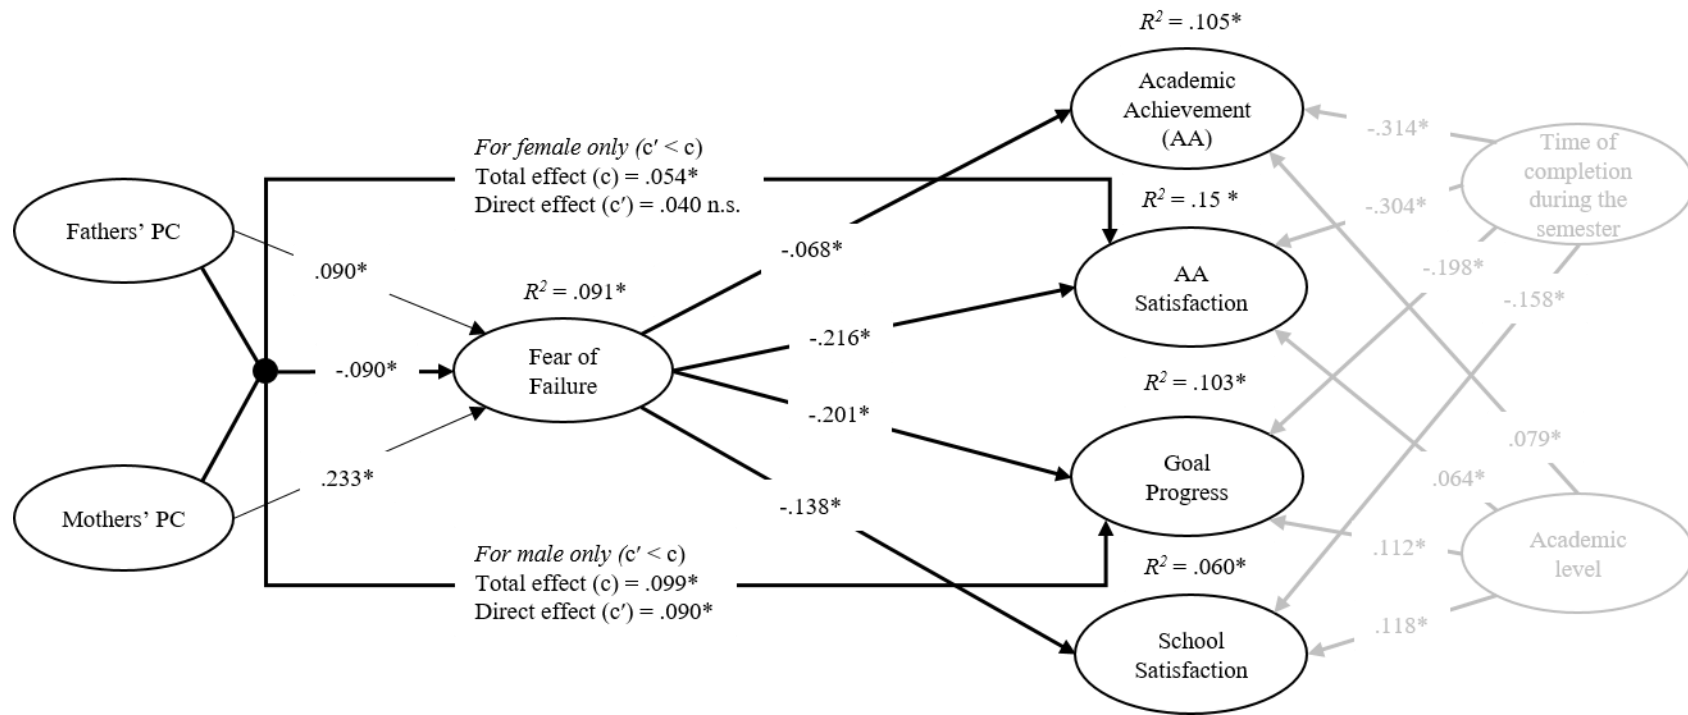 R² = .105*
Academic
Achievement
(AA)
-.314*
Time of
completion
during the
semester
For female only (c′ < c)
Total effect (c) = .054*
Direct effect (c′) = .040 n.s.
R² = .15 *
-.304*
Fathers’ PC
-.068*
.090*
AA
Satisfaction
-.198*
-.158*
R² = .091*
-.216*
Fear of
Failure
-.090*
R² = .103*
-.201*
.079*
Goal
Progress
.064*
.233*
Mothers’ PC
-.138*
For male only (c′ < c)
Total effect (c) = .099*
Direct effect (c′) = .090*
.112*
Academic
level
R² = .060*
.118*
School
Satisfaction